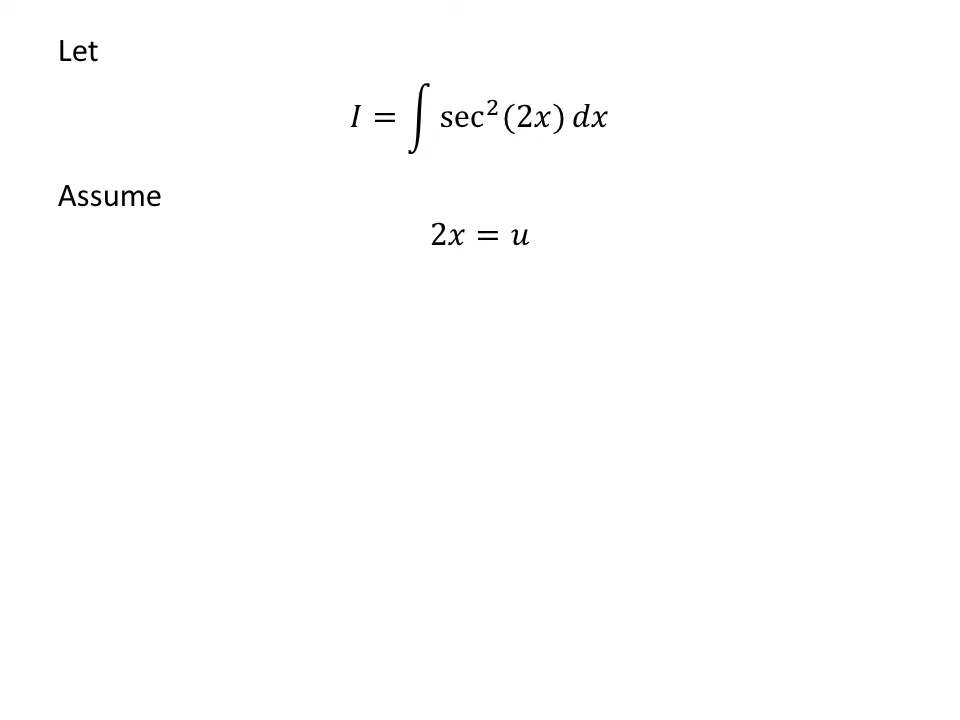 Let
𝐼 = ∫ sec²(2𝑥) 𝑑𝑥
Assume
2𝑥 = 𝑢